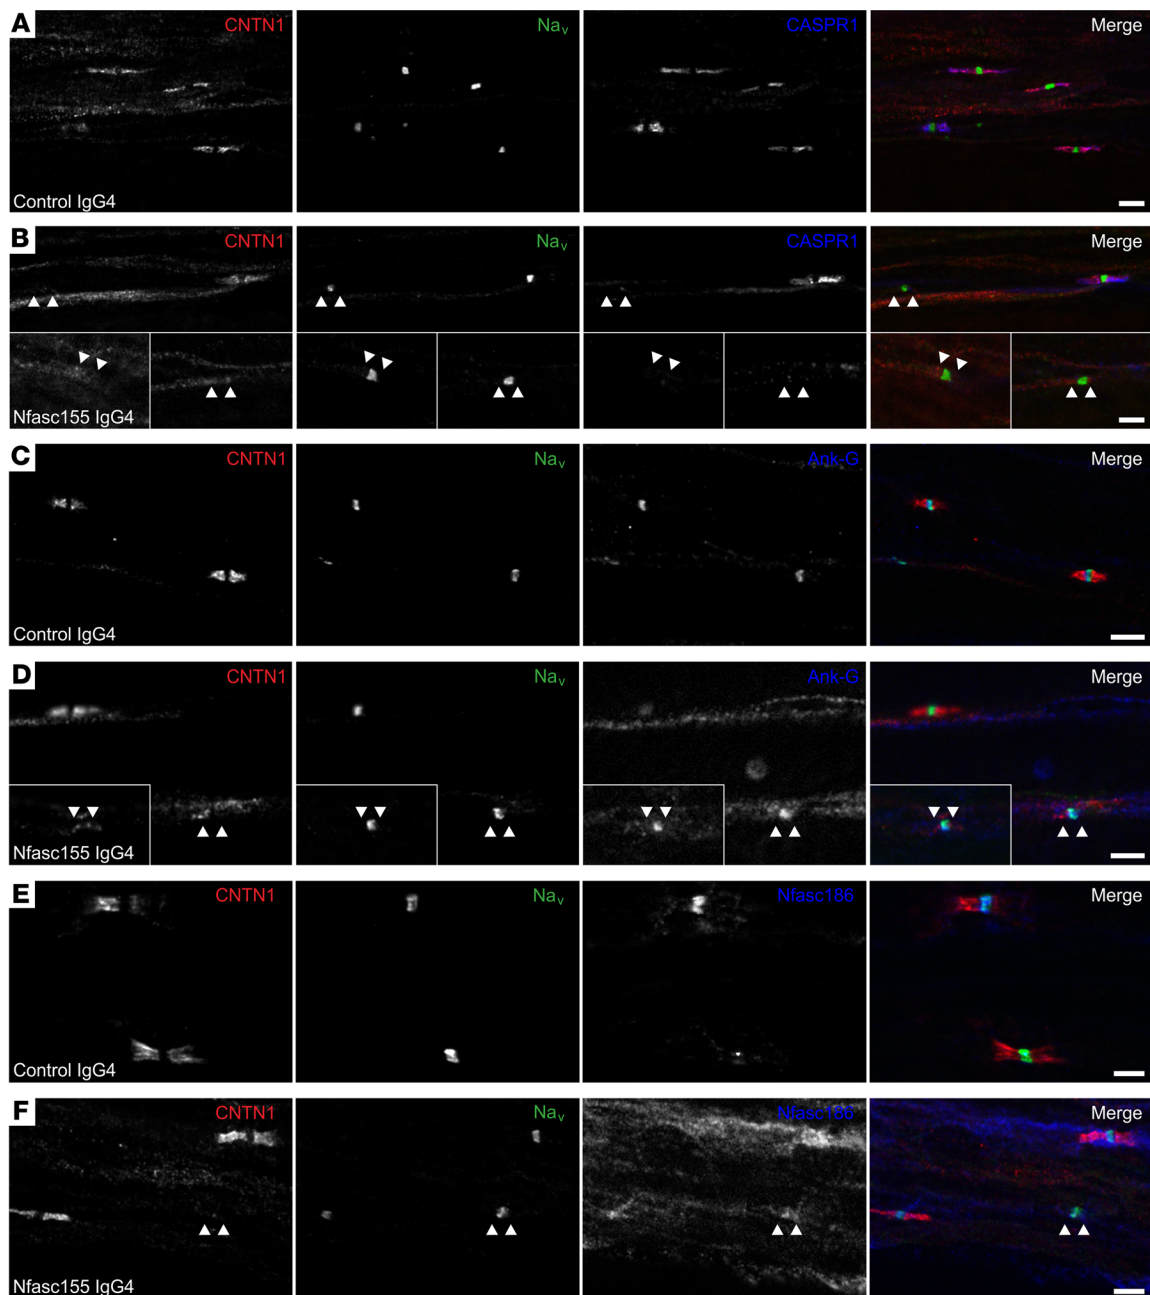 A CNTN1 Naᵥ CASPR1 Merge
Control IgG4
B CNTN1 Naᵥ CASPR1 Merge
Nfasc155 IgG4
C CNTN1 Naᵥ Ank-G Merge
Control IgG4
D CNTN1 Naᵥ Ank-G Merge
Nfasc155 IgG4
E CNTN1 Naᵥ Nfasc186 Merge
Control IgG4
F CNTN1 Naᵥ Nfasc186 Merge
Nfasc155 IgG4